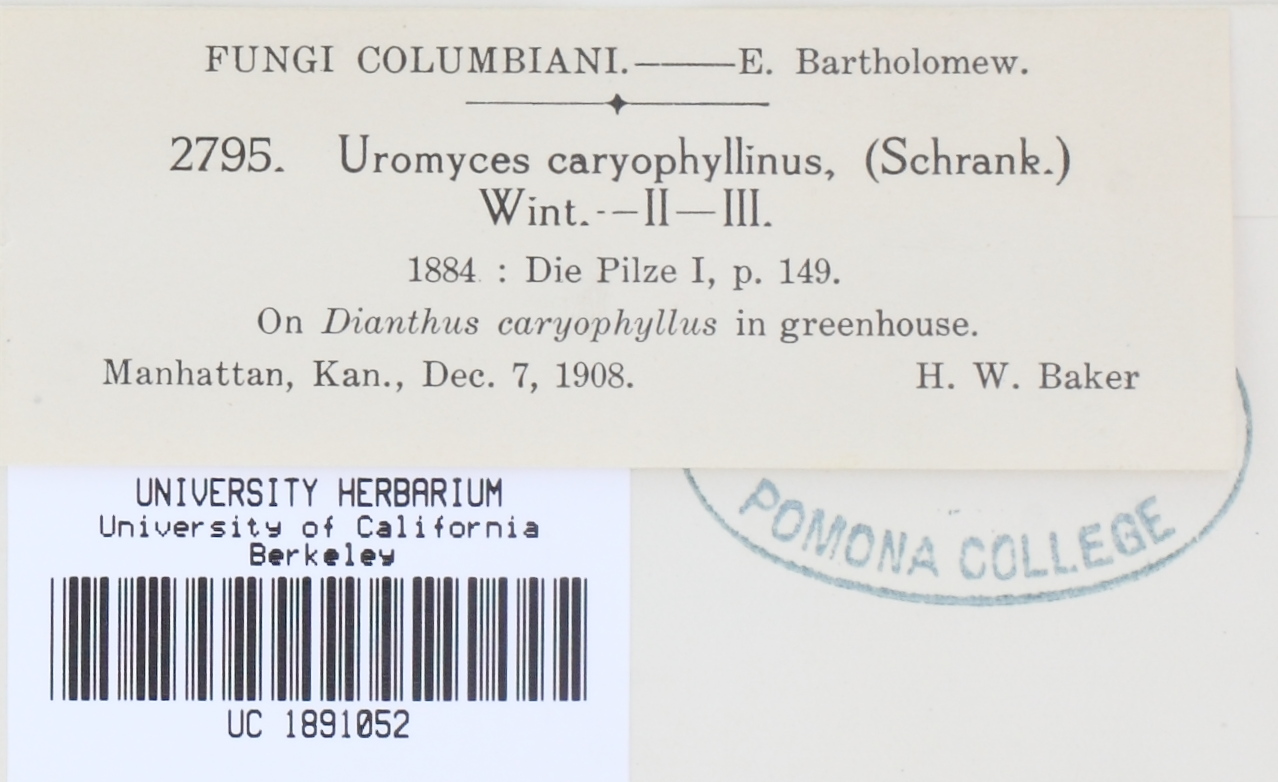 FUNGI COLUMBIANI.——E. Bartholomew.
2795. Uromyces caryophyllinus, (Schrank.)
Wint.--—II—III.
1884 : Die Pilze I, p. 149.
On Dianthus caryophyllus in greenhouse.
Manhattan, Kan., Dec. 7, 1908. H. W. Baker
UNIVERSITY HERBARIUM
University of California
Berkeley
UC 1891052
POMONA COLLEGE